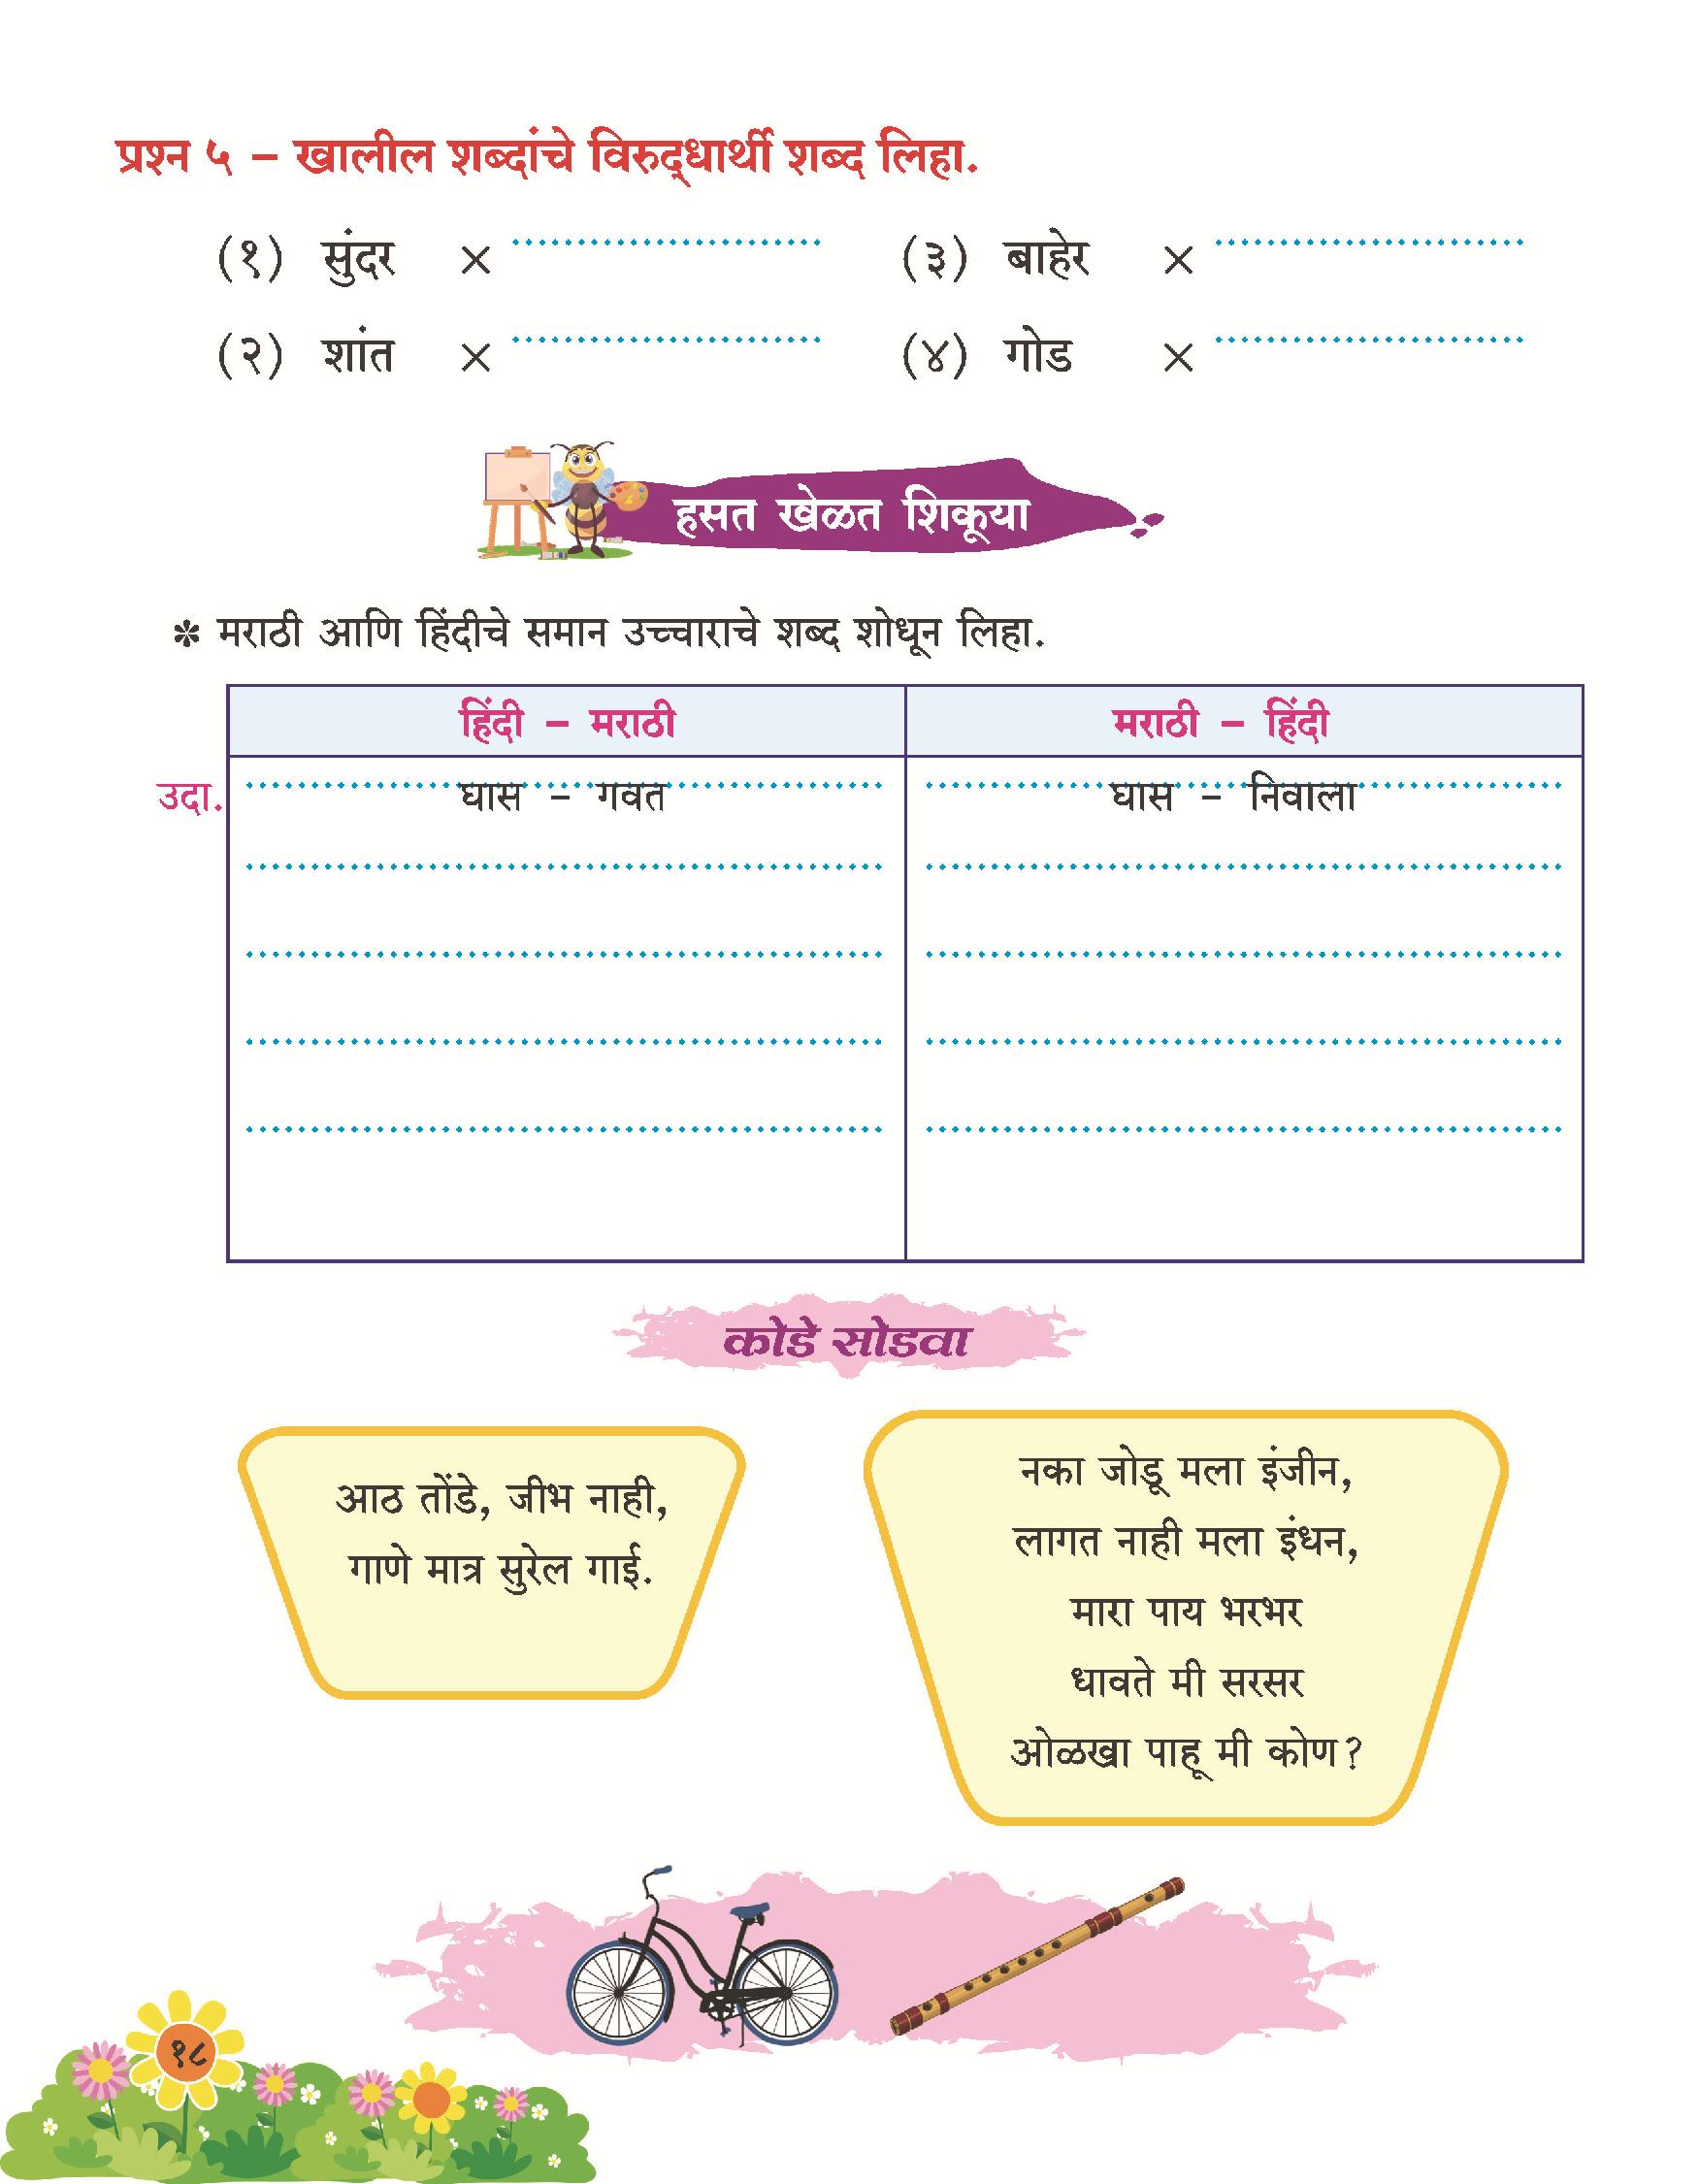 प्रश्न ५ – खालील शब्दांचे विरुद्धार्थी शब्द लिहा.
(१) सुंदर × ........................ (३) बाहेर × ........................
(२) शांत × ........................ (४) गोड × ........................
हसत खेळत शिकूया
* मराठी आणि हिंदीचे समान उच्चाराचे शब्द शोधून लिहा.
हिंदी – मराठी मराठी – हिंदी
उदा. घास – गवत घास – निवाला
कोडे सोडवा
आठ तोंडे, जीभ नाही,
गाणे मात्र सुरेल गाई.
नका जोडू मला इंजीन,
लागत नाही मला इंधन,
मारा पाय भरभर
धावते मी सरसर
ओळखा पाहू मी कोण?
१८